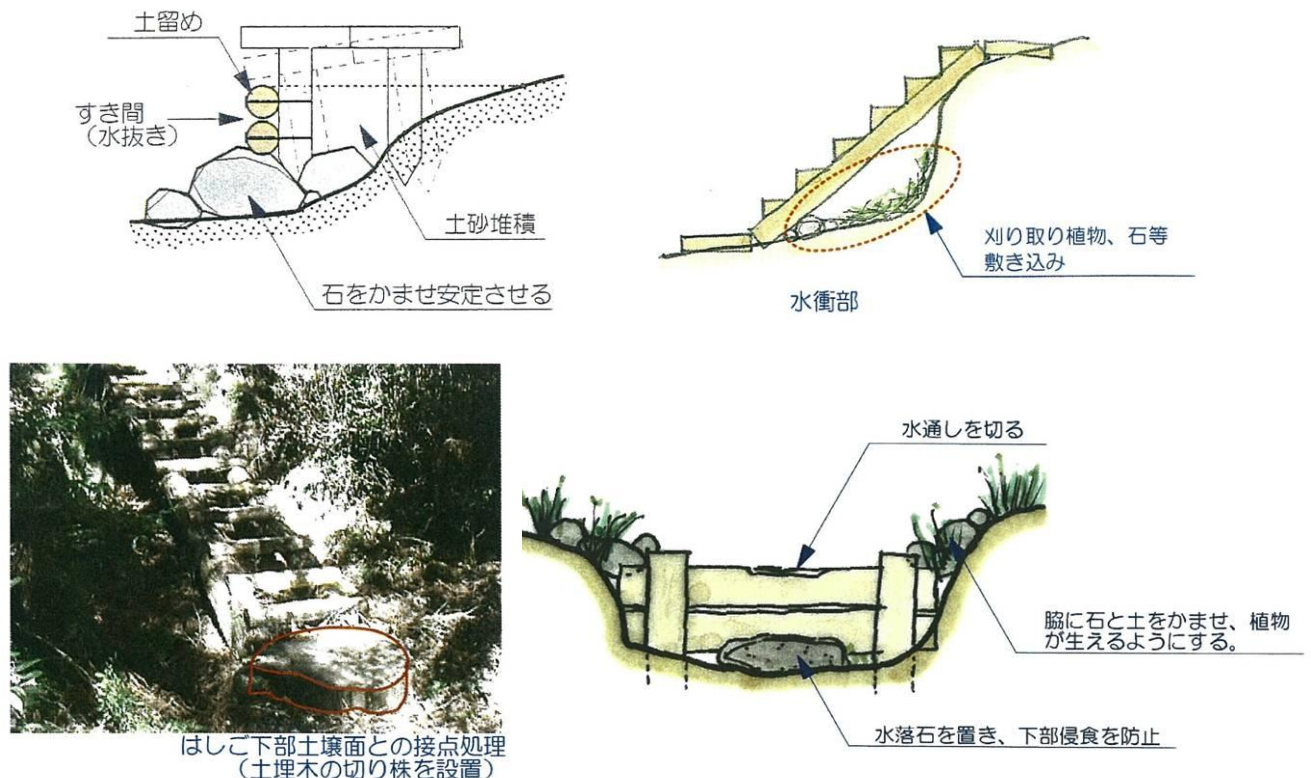 土留め
すき間
（水抜き）
土砂堆積
石をかませ安定させる
刈り取り植物、石等
敷き込み
水衝部
はしご下部土壌面との接点処理
（土埋木の切り株を設置）
水通しを切る
脇に石と土をかませ、植物
が生えるようにする。
水落石を置き、下部侵食を防止